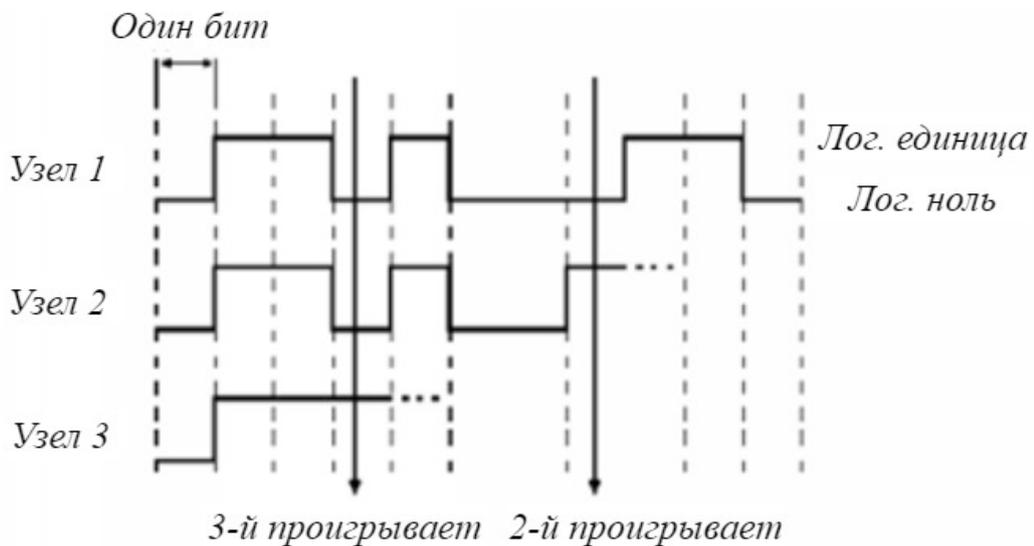 Один бит
Узел 1
Лог. единица
Лог. ноль
Узел 2
Узел 3
3-й проигрывает
2-й проигрывает